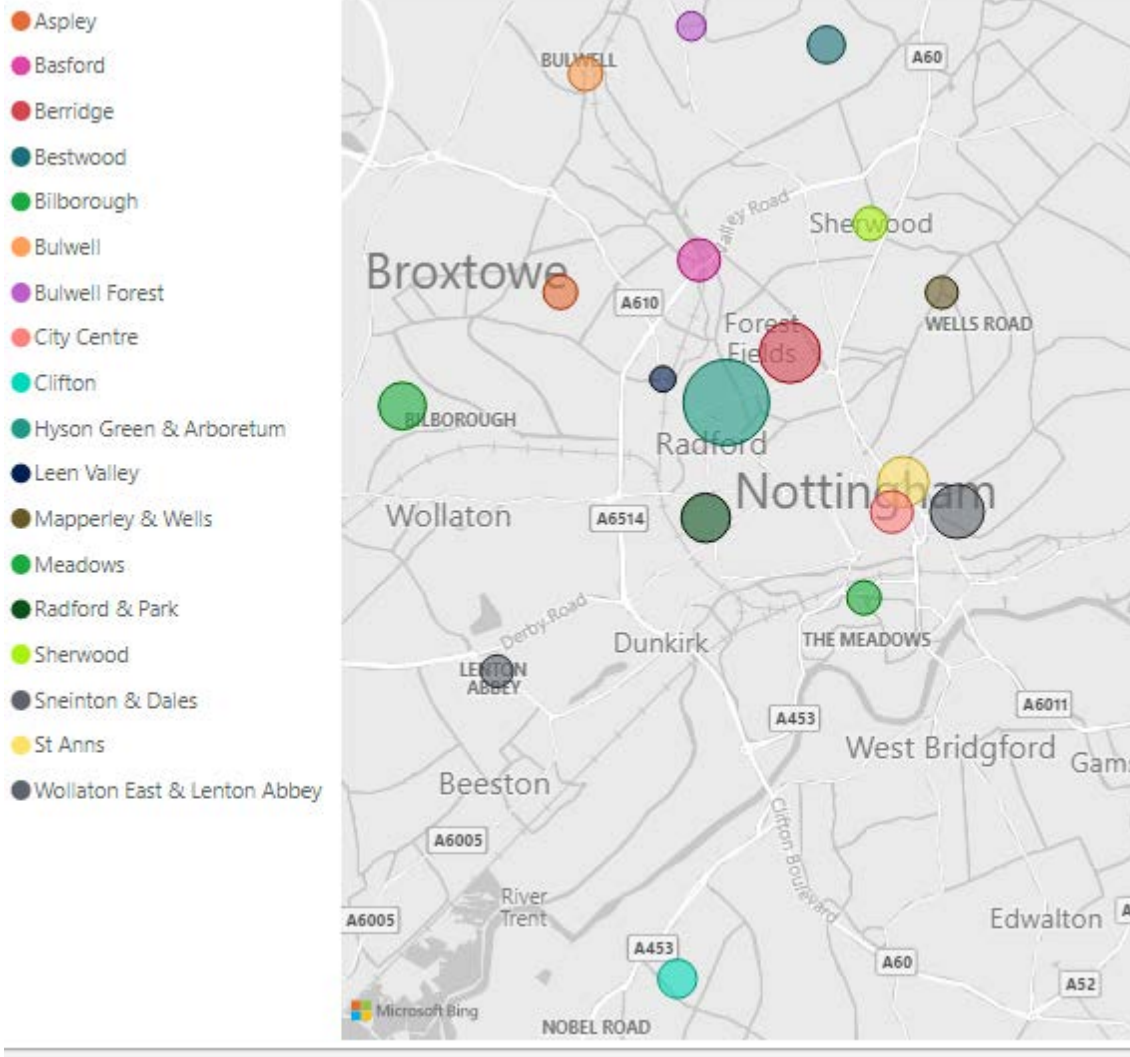 Aspley
Basford
Berridge
Bestwood
Bilborough
Bulwell
Bulwell Forest
City Centre
Clifton
Hyson Green & Arboretum
Leen Valley
Mapperley & Wells
Meadows
Radford & Park
Sherwood
Sneinton & Dales
St Anns
Wollaton East & Lenton Abbey
BULWELL
A60
Valley Road
Sherwood
Broxtowe
A610
Forest
Fields
WELLS ROAD
BILBOROUGH
Radford
Nottingham
Wollaton
A6514
Derby Road
Dunkirk
THE MEADOWS
LENTON
ABBEY
A453
A6011
West Bridgford
Gams
Beeston
Clifton Boulevard
A6005
River
Trent
A6005
Edwalton
A
A453
A60
A52
Microsoft Bing
NOBEL ROAD